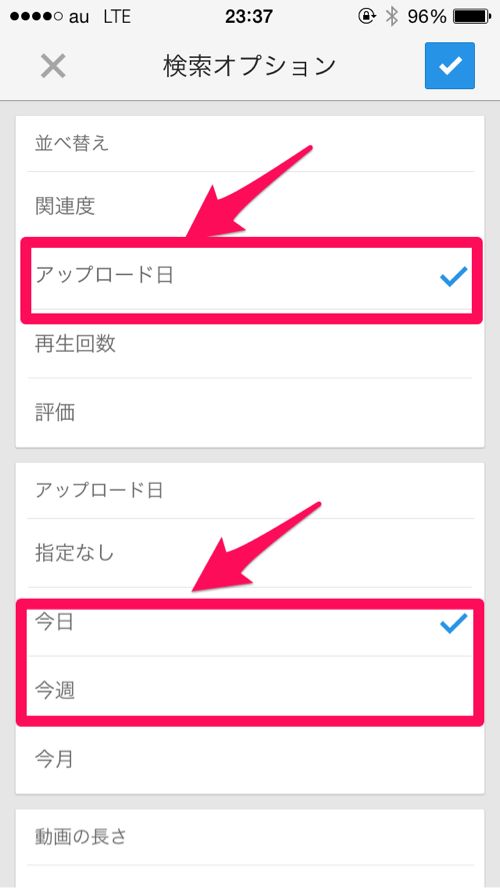 au LTE 23:37 96%
検索オプション
並べ替え
関連度
アップロード日
再生回数
評価
アップロード日
指定なし
今日
今週
今月
動画の長さ